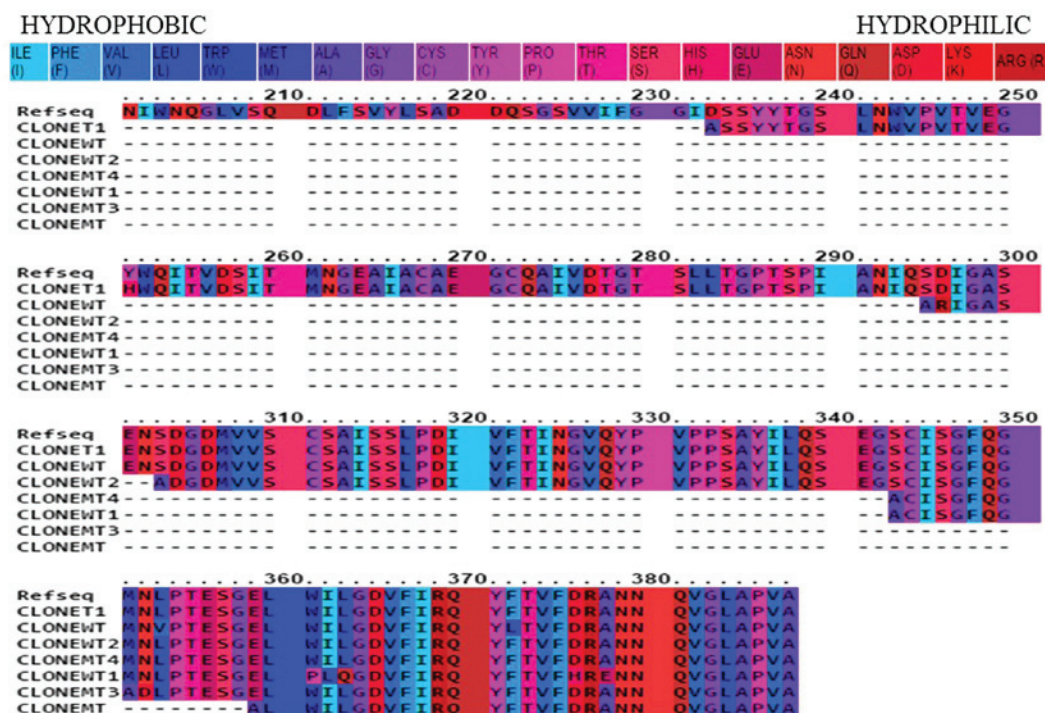 HYDROPHOBIC HYDROPHILIC
ILE (I) PHE (F) VAL (V) LEU (L) TRP (W) MET (M) ALA (A) GLY (G) CYS (C) TYR (Y) PRO (P) THR (T) SER (S) HIS (H) GLU (E) ASN (N) GLN (Q) ASP (D) LYS (K) ARG (R
........210........220........230........240........250
Refseq NIWNQGLVSQ DLFSVYLSAD DQSGSVVIFG GIDSSYYTGS LNWVPVTVEG
CLONET1 ---------- ---------- ---------- --ASSYYTGS LNWVPVTVEG
CLONEWT ---------- ---------- ---------- ---------- ----------
CLONEWT2 ---------- ---------- ---------- ---------- ----------
CLONEMT4 ---------- ---------- ---------- ---------- ----------
CLONEWT1 ---------- ---------- ---------- ---------- ----------
CLONEMT3 ---------- ---------- ---------- ---------- ----------
CLONEMT ---------- ---------- ---------- ---------- ----------
........260........270........280........290........300
Refseq YWQITVDSIT MNGEAIACAE GCQAIVDTGT SLLTGPTSPI ANIQSDIGAS
CLONET1 HWQITVDSIT MNGEAIACAE GCQAIVDTGT SLLTGPTSPI ANIQSDIGAS
CLONEWT ---------- ---------- ---------- ---------- ----ARIGAS
CLONEWT2 ---------- ---------- ---------- ---------- ----------
CLONEMT4 ---------- ---------- ---------- ---------- ----------
CLONEWT1 ---------- ---------- ---------- ---------- ----------
CLONEMT3 ---------- ---------- ---------- ---------- ----------
CLONEMT ---------- ---------- ---------- ---------- ----------
........310........320........330........340........350
Refseq ENSDGDMVVS CSAISSLPDI VFTINGVQYP VPPSAYILQS EGSCISGFQG
CLONET1 ENSDGDMVVS CSAISSLPDI VFTINGVQYP VPPSAYILQS EGSCISGFQG
CLONEWT ENSDGDMVVS CSAISSLPDI VFTINGVQYP VPPSAYILQS EGSCISGFQG
CLONEWT2 --ADGDMVVS CSAISSLPDI VFTINGVQYP VPPSAYILQS EGSCISGFQG
CLONEMT4 ---------- ---------- ---------- ---------- --ACISGFQG
CLONEWT1 ---------- ---------- ---------- ---------- --ACISGFQG
CLONEMT3 ---------- ---------- ---------- ---------- ----------
CLONEMT ---------- ---------- ---------- ---------- ----------
........360........370........380........
Refseq MNLPTESGEL WILGDVFIRQ YFTVFDRANN QVGLAPVA
CLONET1 MNLPTESGEL WILGDVFIRQ YFTVFDRANN QVGLAPVA
CLONEWT MNVPTESGEL WILGDVFIRQ YLTVFDRANN QVGLAPVA
CLONEWT2 MNLPTESGEL WILGDVFIRQ YFTVFDRANN QVGLAPVA
CLONEMT4 MNLPTESGEL WILGDVFIRQ YFTVFDRANN QVGLAPVA
CLONEWT1 MNLPTESGEL PLQGDVFIRQ YFTVFHRENN QVGLAPVA
CLONEMT3 ADLPTESGEL WILGDVFIRQ YFTVFDRANN QVGLAPVA
CLONEMT --------AL WILGDVFIRQ YFTVFDRANN QVGLAPVA